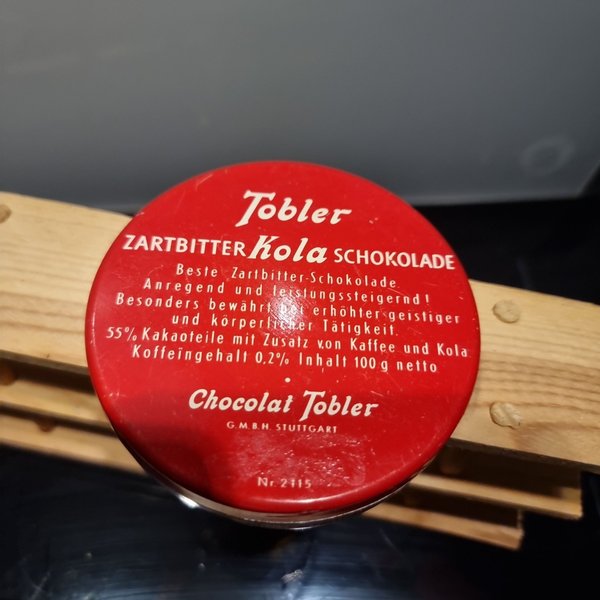 Tobler
ZARTBITTER Kola SCHOKOLADE
Beste Zartbitter-Schokolade
Anregend und leistungssteigernd!
Besonders bewährt bei erhöhter geistiger
und körperlicher Tätigkeit.
55% Kakaoteile mit Zusatz von Kaffee und Kola
Koffeingehalt 0,2% Inhalt 100 g netto
Chocolat Tobler
G.M.B.H. STUTTGART
Nr 2115